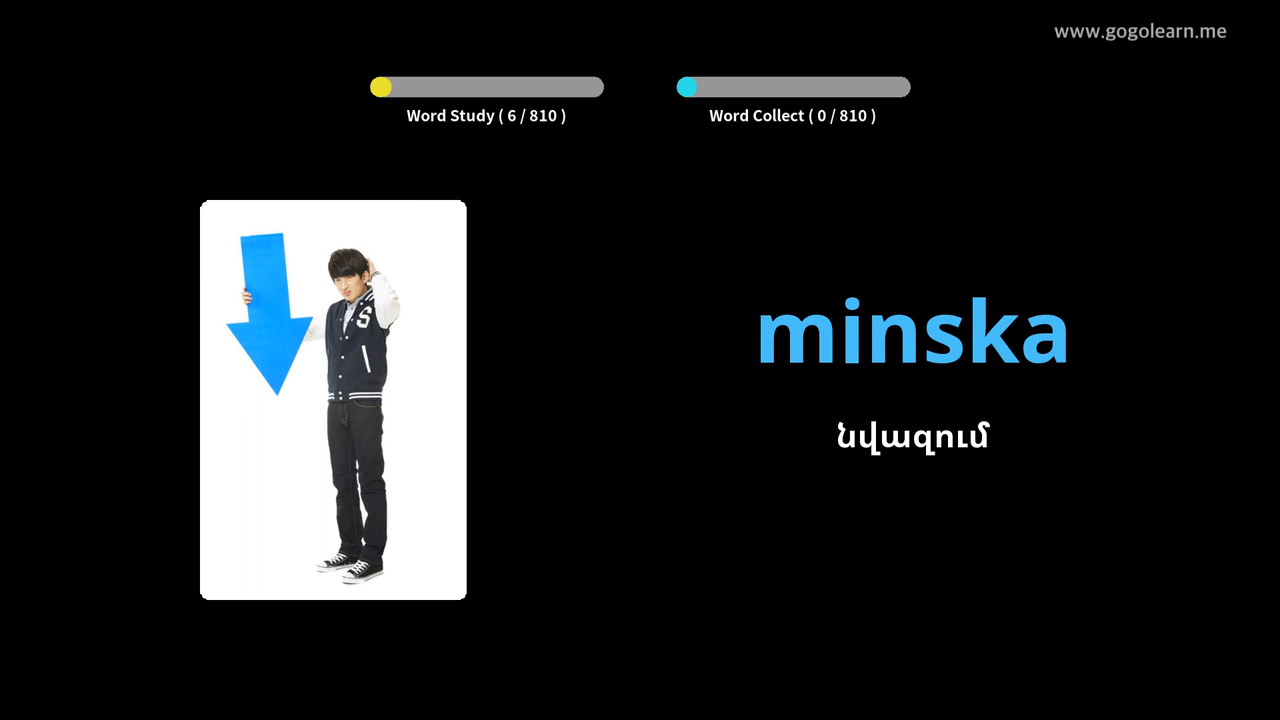 www.gogolearn.me
Word Study ( 6 / 810 )
Word Collect ( 0 / 810 )
S
minska
նվազում